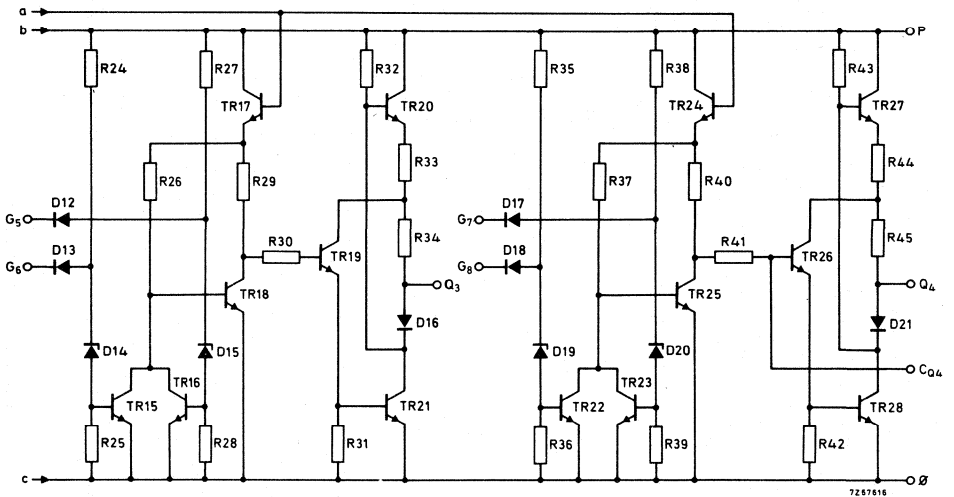 a
b
P
R24
R27
R32
R35
R38
R43
TR17
TR20
TR24
TR27
R33
R44
R26
R29
R37
R40
D12
D17
G5
G7
R34
R45
D13
R30
D18
R41
G6
TR19
G8
TR26
TR18
Q3
TR25
Q4
D16
D21
D14
D15
D19
D20
CQ4
TR16
TR23
TR15
TR21
TR22
TR28
R25
R28
R31
R36
R39
R42
c
Ø
7Z67616